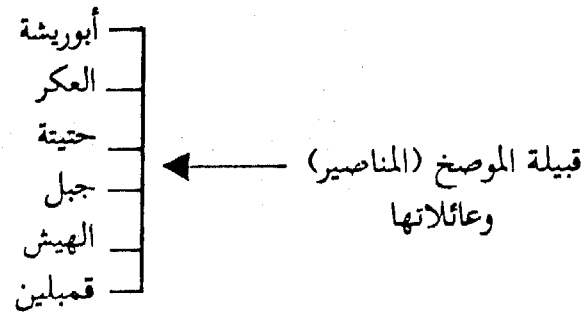 قبيلة الموصخ (المناصير)
وعائلاتها
أبوريشة
العكر
حتيتة
جبل
الهيش
قمبلين